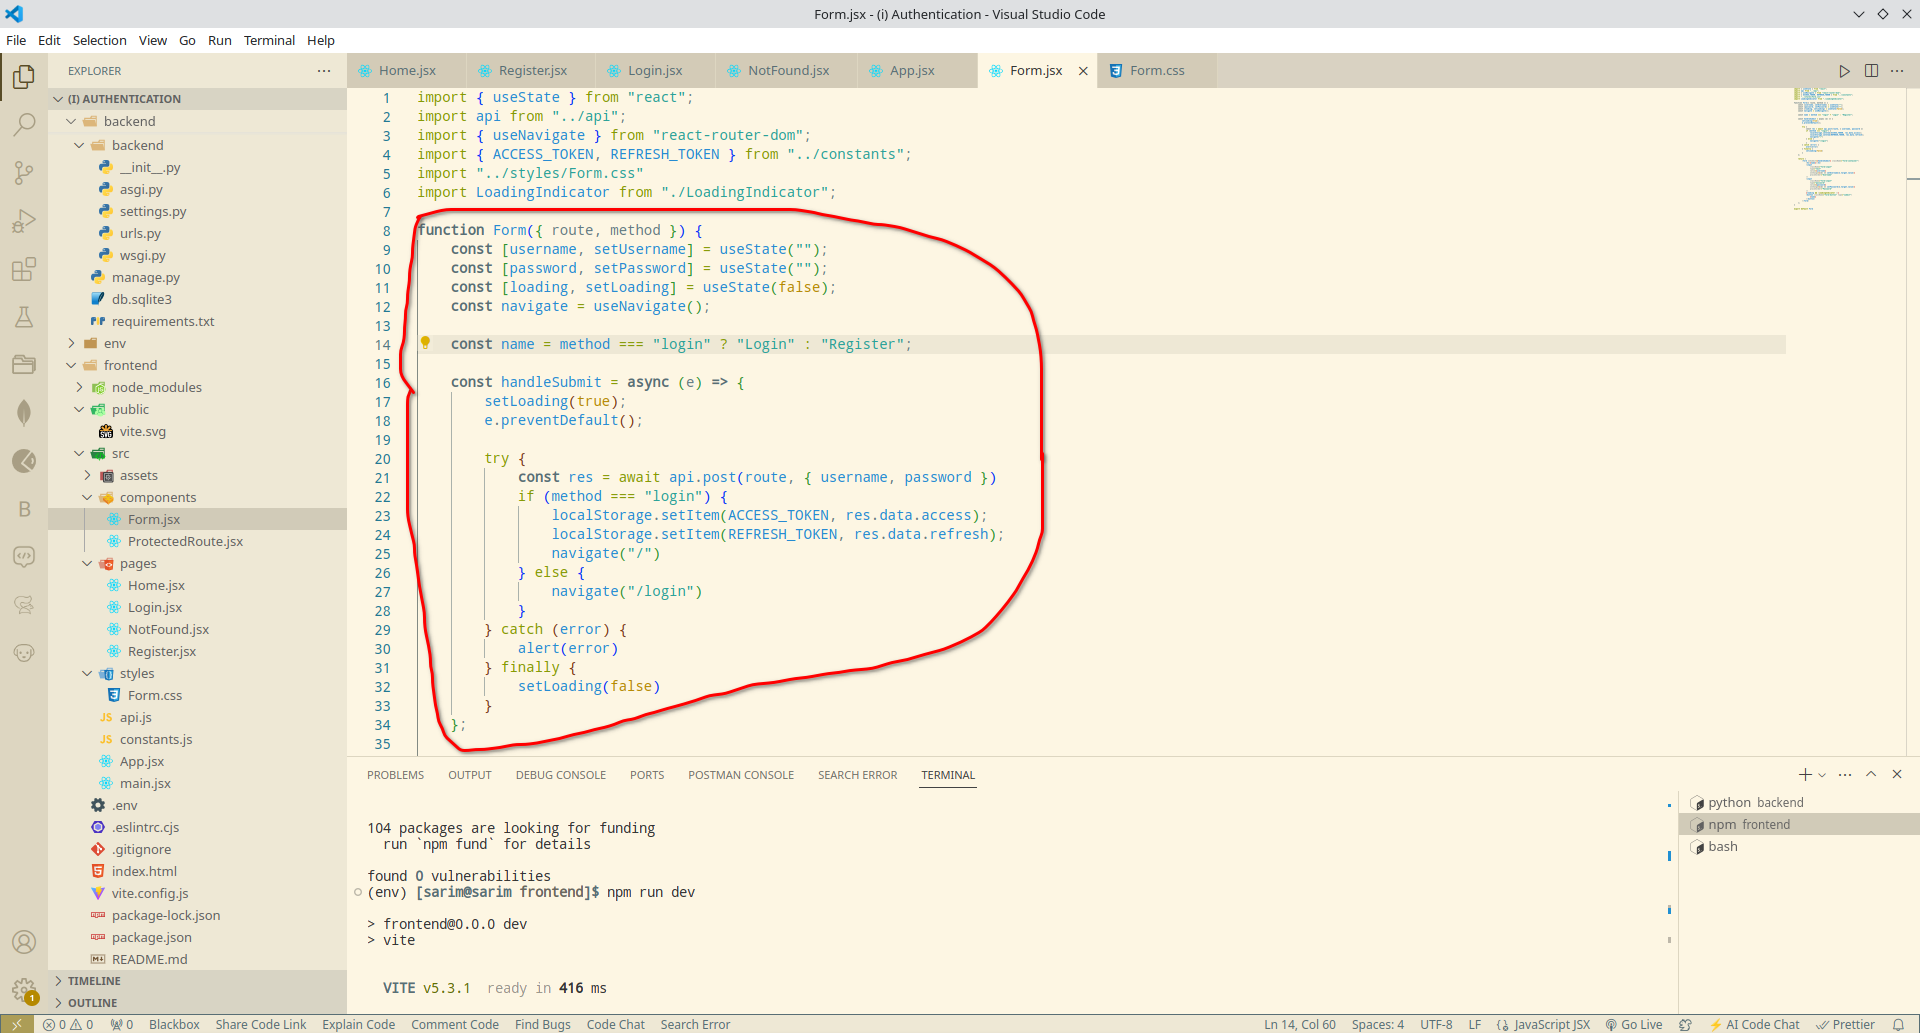 Form.jsx - (i) Authentication - Visual Studio Code
File Edit Selection View Go Run Terminal Help
EXPLORER
(I) AUTHENTICATION
backend
backend
__init__.py
asgi.py
settings.py
urls.py
wsgi.py
manage.py
db.sqlite3
requirements.txt
env
frontend
node_modules
public
vite.svg
src
assets
components
Form.jsx
ProtectedRoute.jsx
pages
Home.jsx
Login.jsx
NotFound.jsx
Register.jsx
styles
Form.css
JS api.js
JS constants.js
App.jsx
main.jsx
.env
.eslintrc.cjs
.gitignore
index.html
vite.config.js
package-lock.json
package.json
README.md
TIMELINE
OUTLINE
1
B
Home.jsx Register.jsx Login.jsx NotFound.jsx App.jsx Form.jsx Form.css
1 import { useState } from "react";
2 import api from "../api";
3 import { useNavigate } from "react-router-dom";
4 import { ACCESS_TOKEN, REFRESH_TOKEN } from "../constants";
5 import "../styles/Form.css"
6 import LoadingIndicator from "./LoadingIndicator";
7
8 function Form({ route, method }) {
9 const [username, setUsername] = useState("");
10 const [password, setPassword] = useState("");
11 const [loading, setLoading] = useState(false);
12 const navigate = useNavigate();
13
14 const name = method === "login" ? "Login" : "Register";
15
16 const handleSubmit = async (e) => {
17 setLoading(true);
18 e.preventDefault();
19
20 try {
21 const res = await api.post(route, { username, password })
22 if (method === "login") {
23 localStorage.setItem(ACCESS_TOKEN, res.data.access);
24 localStorage.setItem(REFRESH_TOKEN, res.data.refresh);
25 navigate("/")
26 } else {
27 navigate("/login")
28 }
29 } catch (error) {
30 alert(error)
31 } finally {
32 setLoading(false)
33 }
34 };
35
PROBLEMS OUTPUT DEBUG CONSOLE PORTS POSTMAN CONSOLE SEARCH ERROR TERMINAL
104 packages are looking for funding
run `npm fund` for details
found 0 vulnerabilities
(env) [sarim@sarim frontend]$ npm run dev
> frontend@0.0.0 dev
> vite
VITE v5.3.1 ready in 416 ms
python backend
npm frontend
bash
0 0 0 Blackbox Share Code Link Explain Code Comment Code Find Bugs Code Chat Search Error Ln 14, Col 60 Spaces: 4 UTF-8 LF {} JavaScript JSX Go Live AI Code Chat Prettier